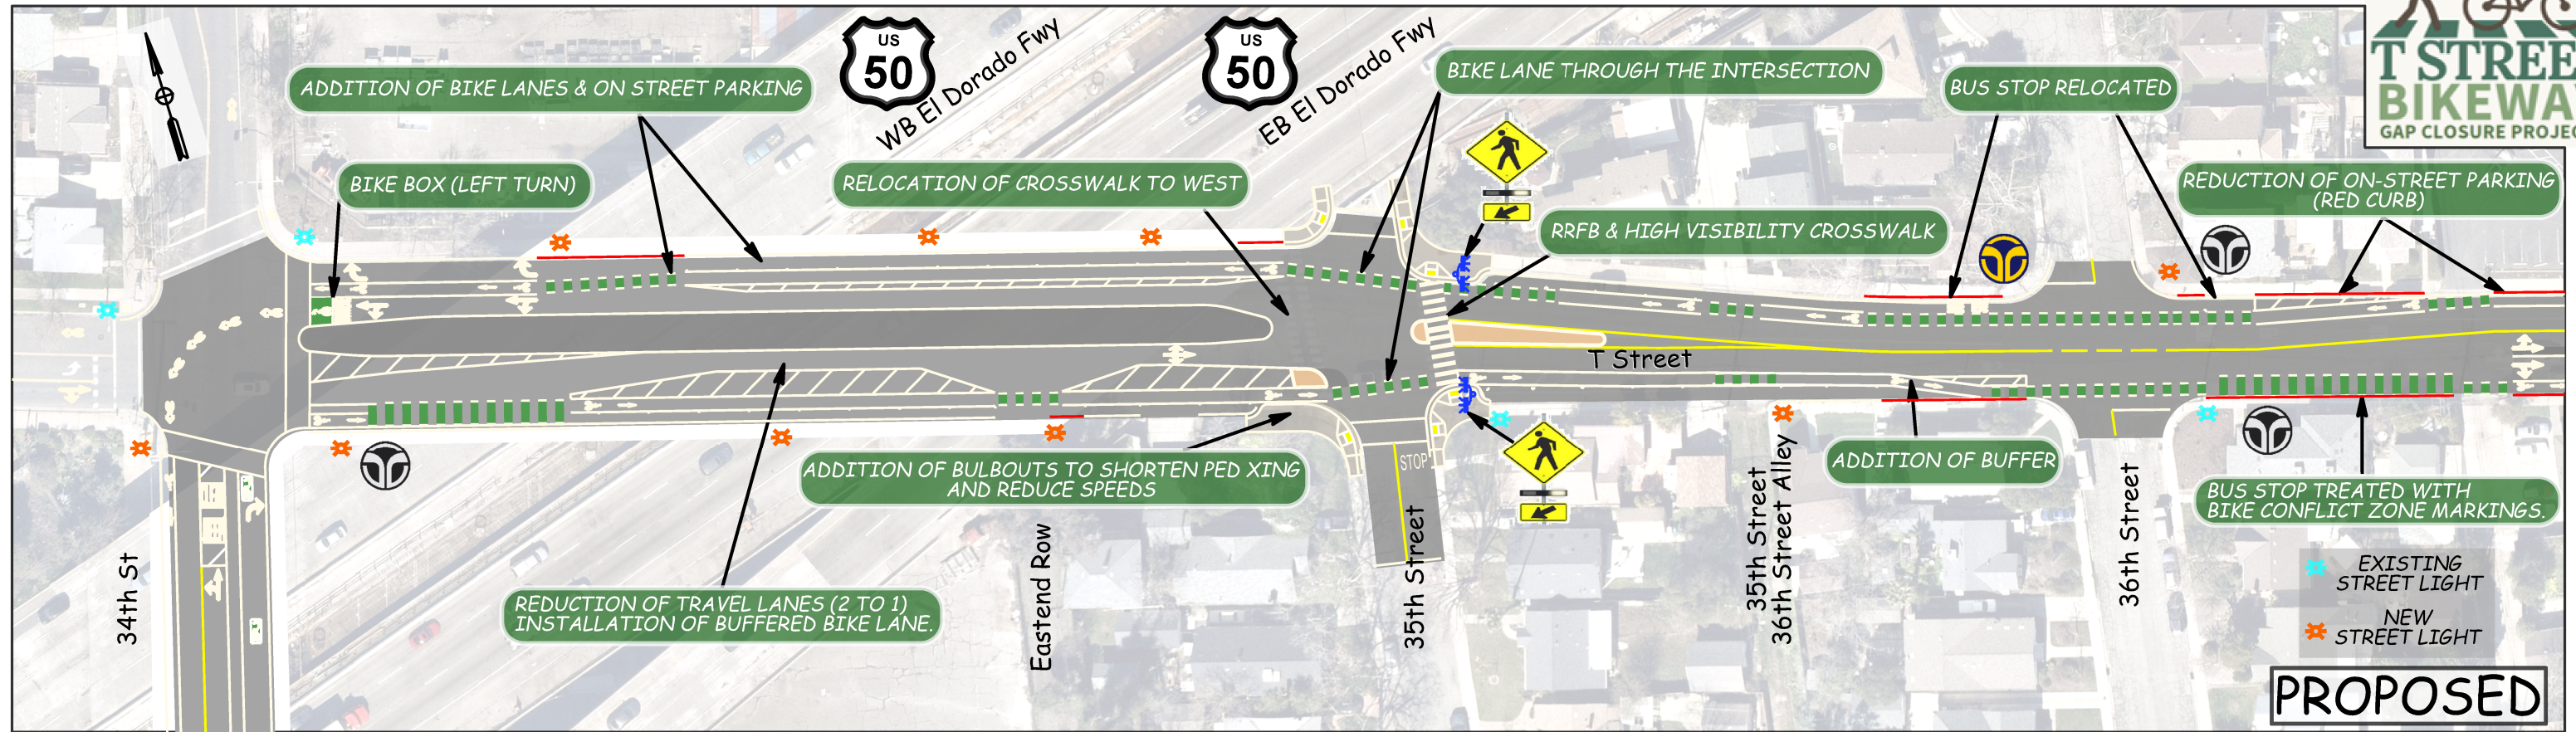 US
50
WB El Dorado Fwy
US
50
EB El Dorado Fwy
T STREE
BIKEWA
GAP CLOSURE PROJEC
ADDITION OF BIKE LANES & ON STREET PARKING
BIKE LANE THROUGH THE INTERSECTION
BUS STOP RELOCATED
BIKE BOX (LEFT TURN)
RELOCATION OF CROSSWALK TO WEST
REDUCTION OF ON-STREET PARKING
(RED CURB)
RRFB & HIGH VISIBILITY CROSSWALK
T Street
STOP
ADDITION OF BULBOUTS TO SHORTEN PED XING
AND REDUCE SPEEDS
ADDITION OF BUFFER
BUS STOP TREATED WITH
BIKE CONFLICT ZONE MARKINGS.
34th St
Eastend Row
35th Street
35th Street
36th Street Alley
36th Street
REDUCTION OF TRAVEL LANES (2 TO 1)
INSTALLATION OF BUFFERED BIKE LANE.
EXISTING
STREET LIGHT
NEW
STREET LIGHT
PROPOSED